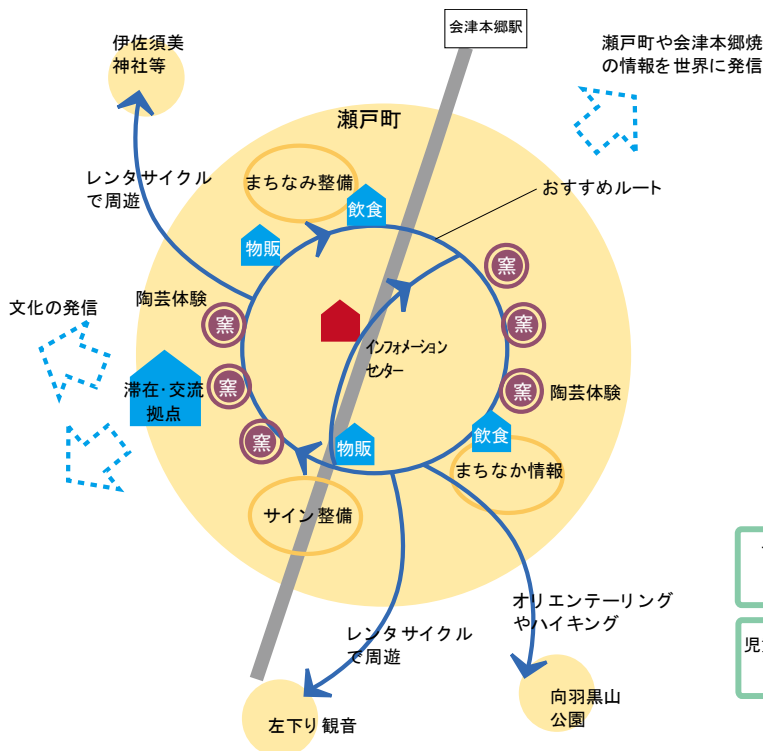 会津本郷駅
伊佐須美
神社等
瀬戸町や会津本郷焼
の情報を世界に発信
瀬戸町
レンタサイクル
で周遊
まちなみ整備
おすすめルート
飲食
物販
窯
文化の発信
陶芸体験
窯
窯
インフォメーション
センター
滞在・交流
拠点
窯
窯
陶芸体験
窯
物販
飲食
まちなか情報
サイン整備
オリエンテーリング
やハイキング
レンタサイクル
で周遊
左下り観音
向羽黒山
公園
児